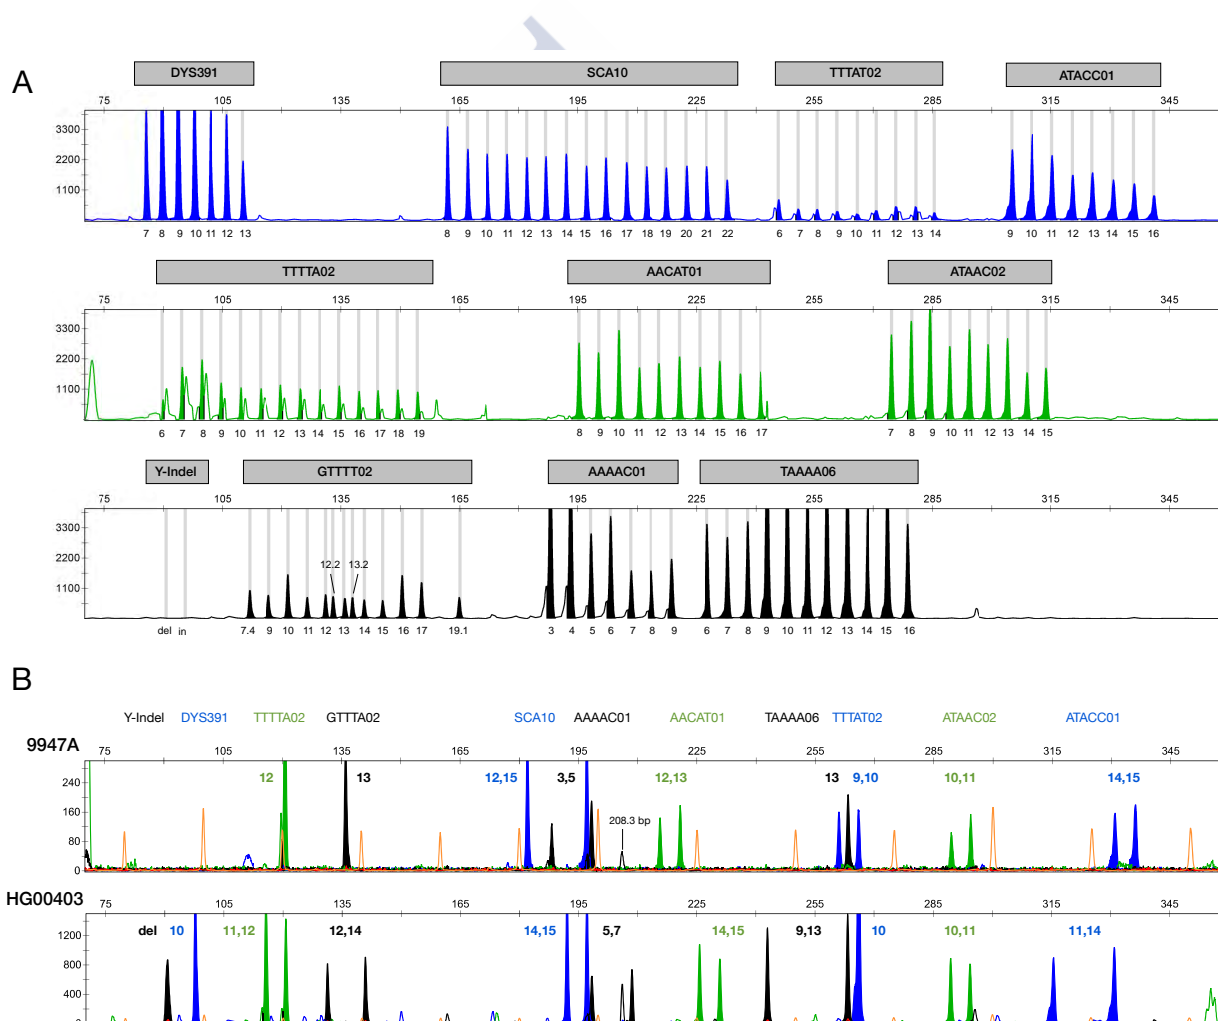 A
DYS391 SCA10 TTTAT02 ATACC01
75 105 135 165 195 225 255 285 315 345
3300
2200
1100
7 8 9 10 11 12 13 8 9 10 11 12 13 14 15 16 17 18 19 20 21 22 6 7 8 9 10 11 12 13 14 9 10 11 12 13 14 15 16
TTTTA02 AACAT01 ATAAC02
75 105 135 165 195 225 255 285 315 345
3300
2200
1100
6 7 8 9 10 11 12 13 14 15 16 17 18 19 8 9 10 11 12 13 14 15 16 17 7 8 9 10 11 12 13 14 15
Y-Indel GTTTT02 AAAAC01 TAAAA06
75 105 135 165 195 225 255 285 315 345
3300
2200
12.2 13.2
1100
del in 7.4 9 10 11 12 13 14 15 16 17 19.1 3 4 5 6 7 8 9 6 7 8 9 10 11 12 13 14 15 16
B
Y-Indel DYS391 TTTTA02 GTTTA02 SCA10 AAAAC01 AACAT01 TAAAA06 TTTAT02 ATAAC02 ATACC01
9947A
75 105 135 165 195 225 255 285 315 345
12 13 12,15 3,5 12,13 13 9,10 10,11 14,15
240
160
208.3 bp
80
0
HG00403
75 105 135 165 195 225 255 285 315 345
del 10 11,12 12,14 14,15 5,7 14,15 9,13 10 10,11 11,14
1200
800
400